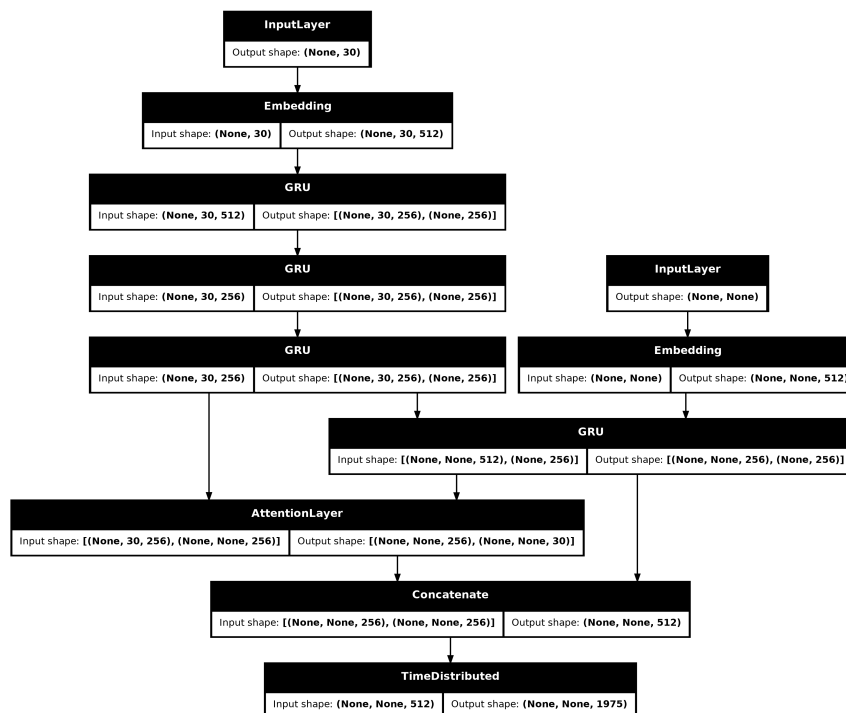 InputLayer
Output shape: (None, 30)
Embedding
Input shape: (None, 30) Output shape: (None, 30, 512)
GRU
Input shape: (None, 30, 512) Output shape: [(None, 30, 256), (None, 256)]
GRU
Input shape: (None, 30, 256) Output shape: [(None, 30, 256), (None, 256)]
InputLayer
Output shape: (None, None)
GRU
Input shape: (None, 30, 256) Output shape: [(None, 30, 256), (None, 256)]
Embedding
Input shape: (None, None) Output shape: (None, None, 512)
GRU
Input shape: [(None, None, 512), (None, 256)] Output shape: [(None, None, 256), (None, 256)]
AttentionLayer
Input shape: [(None, 30, 256), (None, None, 256)] Output shape: [(None, None, 256), (None, None, 30)]
Concatenate
Input shape: [(None, None, 256), (None, None, 256)] Output shape: (None, None, 512)
TimeDistributed
Input shape: (None, None, 512) Output shape: (None, None, 1975)